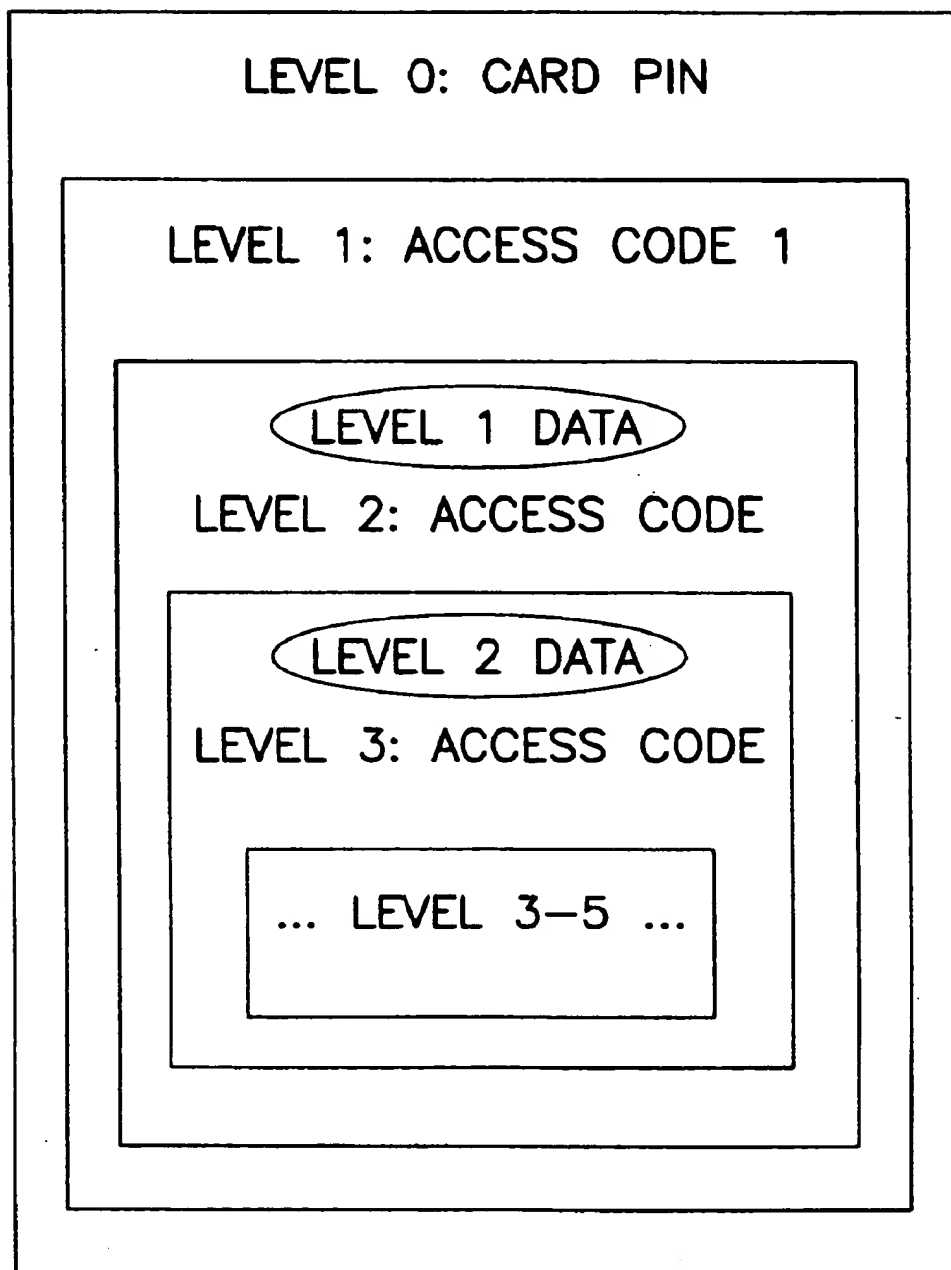 LEVEL 0: CARD PIN
LEVEL 1: ACCESS CODE 1
LEVEL 1 DATA
LEVEL 2: ACCESS CODE
LEVEL 2 DATA
LEVEL 3: ACCESS CODE
... LEVEL 3-5 ...